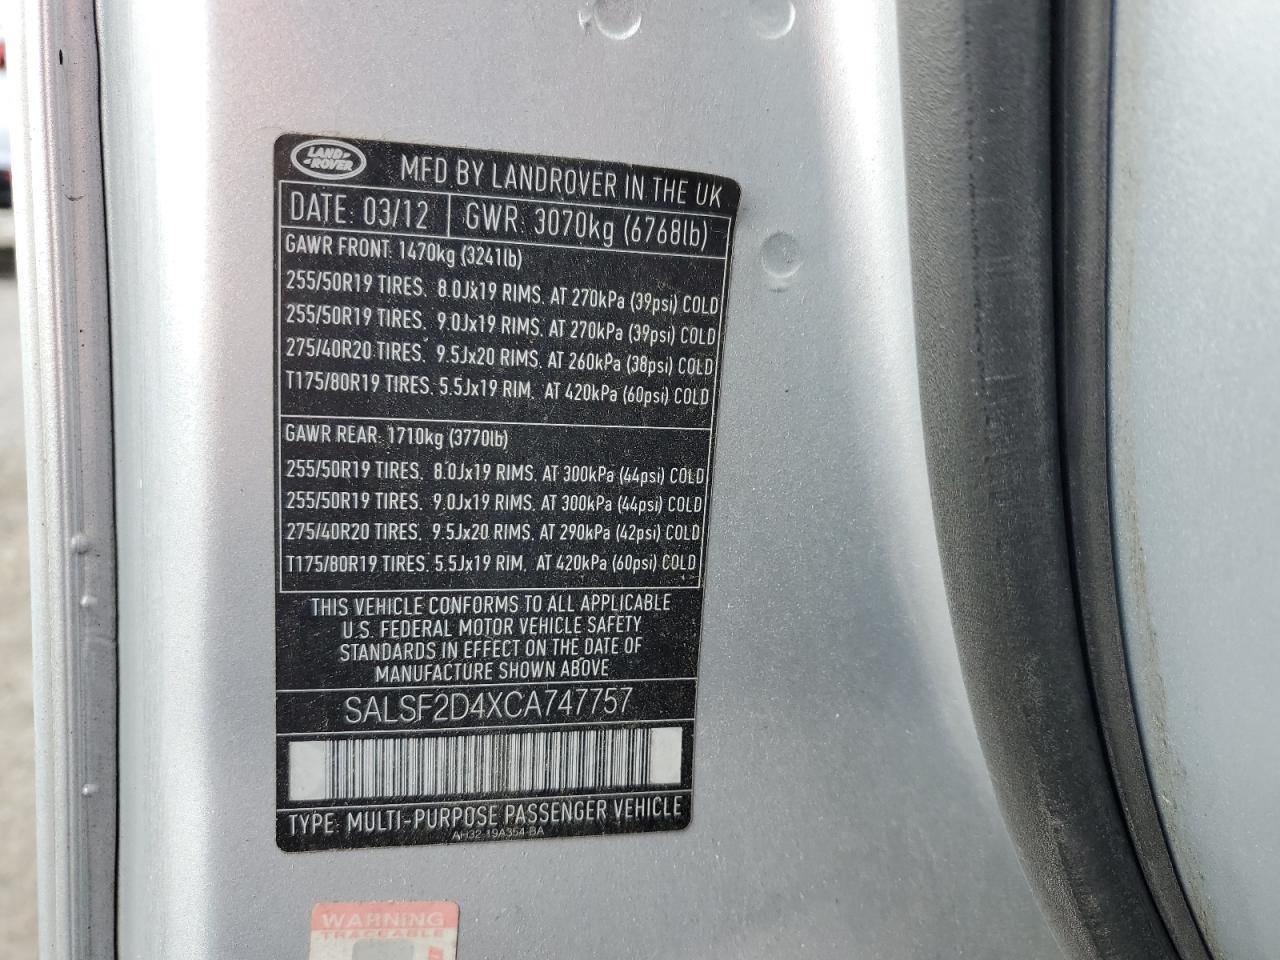 LAND
ROVER
MFD BY LANDROVER IN THE UK
DATE: 03/12 GWR: 3070kg (6768lb)
GAWR FRONT: 1470kg (3241lb)
255/50R19 TIRES, 8.0Jx19 RIMS, AT 270kPa (39psi) COLD
255/50R19 TIRES, 9.0Jx19 RIMS, AT 270kPa (39psi) COLD
275/40R20 TIRES, 9.5Jx20 RIMS, AT 260kPa (38psi) COLD
T175/80R19 TIRES, 5.5Jx19 RIM, AT 420kPa (60psi) COLD
GAWR REAR: 1710kg (3770lb)
255/50R19 TIRES, 8.0Jx19 RIMS, AT 300kPa (44psi) COLD
255/50R19 TIRES, 9.0Jx19 RIMS, AT 300kPa (44psi) COLD
275/40R20 TIRES, 9.5Jx20 RIMS, AT 290kPa (42psi) COLD
T175/80R19 TIRES, 5.5Jx19 RIM, AT 420kPa (60psi) COLD
THIS VEHICLE CONFORMS TO ALL APPLICABLE
U.S. FEDERAL MOTOR VEHICLE SAFETY
STANDARDS IN EFFECT ON THE DATE OF
MANUFACTURE SHOWN ABOVE
SALSF2D4XCA747757
TYPE: MULTI-PURPOSE PASSENGER VEHICLE
AH32-19A354-BA
WARNING
TRACEABLE